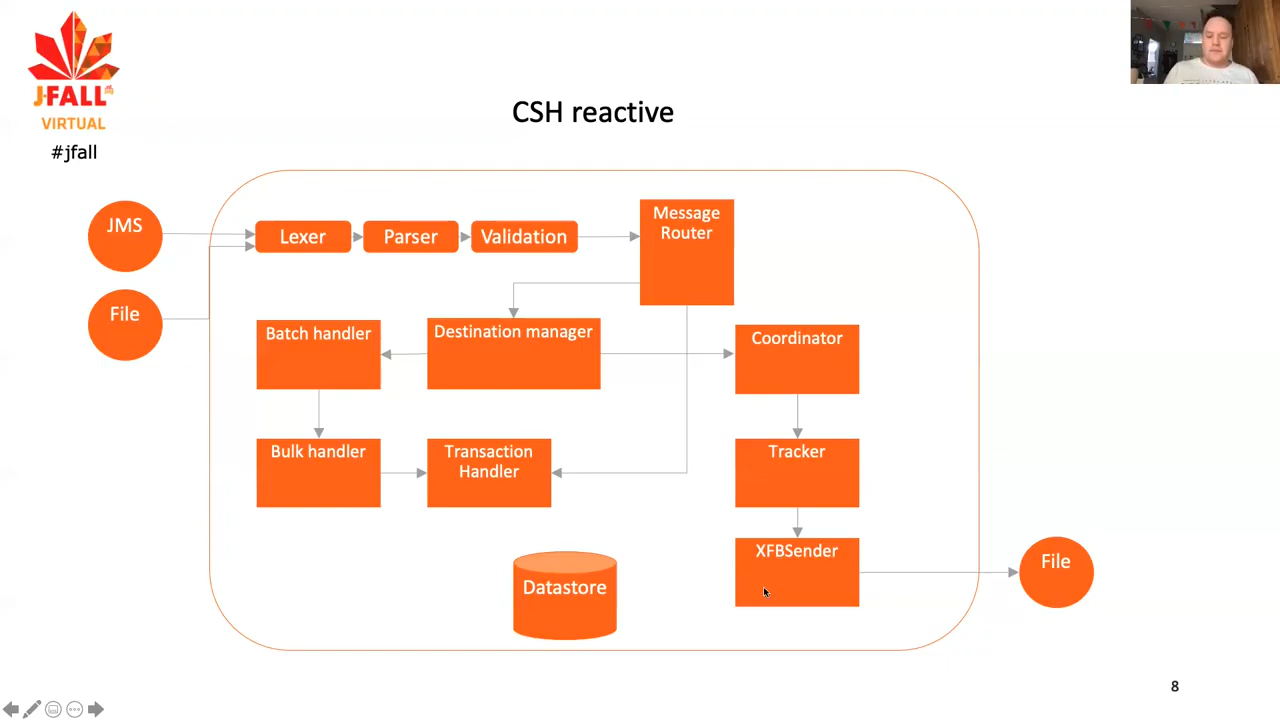 J-FALL
VIRTUAL
#jfall
CSH reactive
JMS
File
Lexer
Parser
Validation
Message
Router
Batch handler
Destination manager
Coordinator
Bulk handler
Transaction
Handler
Tracker
XFBSender
Datastore
File
8